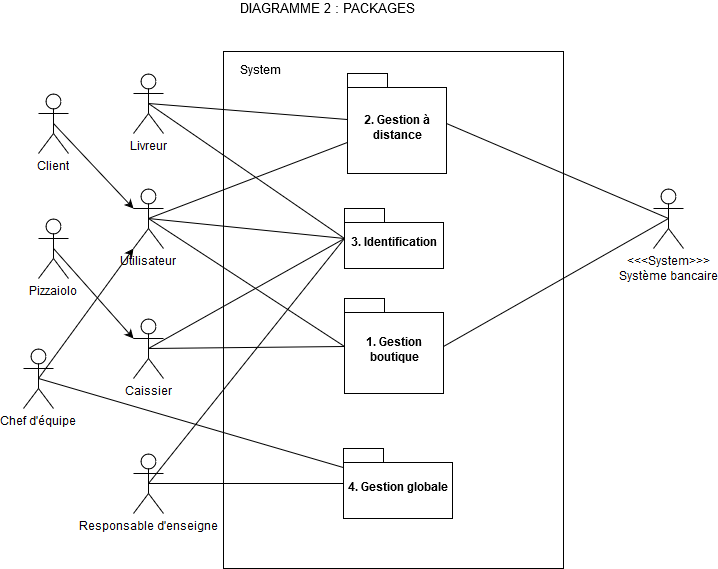 DIAGRAMME 2 : PACKAGES
System
2. Gestion à
distance
Livreur
Client
3. Identification
Utilisateur
<<<System>>>
Système bancaire
Pizzaiolo
1. Gestion
boutique
Caissier
Chef d'équipe
4. Gestion globale
Responsable d'enseigne